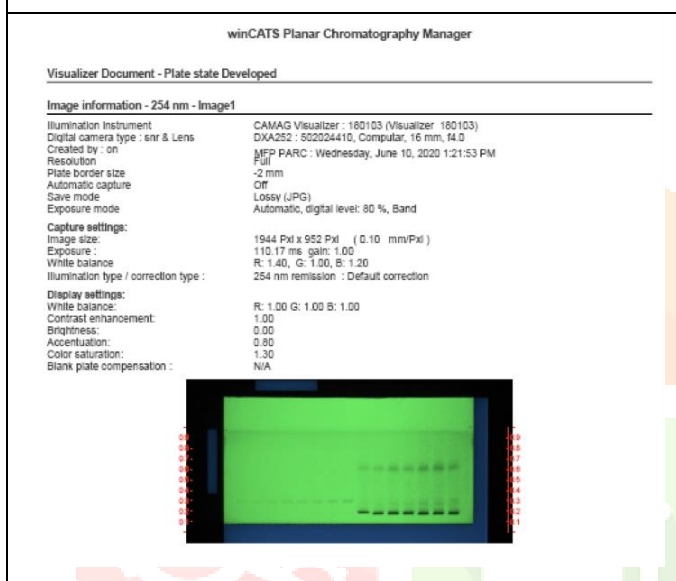 winCATS Planar Chromatography Manager
Visualizer Document - Plate state Developed
Image information - 254 nm - Image1
Illumination Instrument CAMAG Visualizer : 180103 (Visualizer 180103)
Digital camera type : snr & Lens DXA252 : 502024410, Computar, 16 mm, f4.0
Created by : on MFP PARC : Wednesday, June 10, 2020 1:21:53 PM
Resolution Full
Plate border size -2 mm
Automatic capture Off
Save mode Lossy (JPG)
Exposure mode Automatic, digital level: 80 %, Band
Capture settings:
Image size: 1944 Pxl x 952 Pxl ( 0.10 mm/Pxl )
Exposure : 110.17 ms gain: 1.00
White balance R: 1.40, G: 1.00, B: 1.20
Illumination type / correction type : 254 nm remission : Default correction
Display settings:
White balance: R: 1.00 G: 1.00 B: 1.00
Contrast enhancement: 1.00
Brightness: 0.00
Accentuation: 0.80
Color saturation: 1.30
Blank plate compensation : N/A